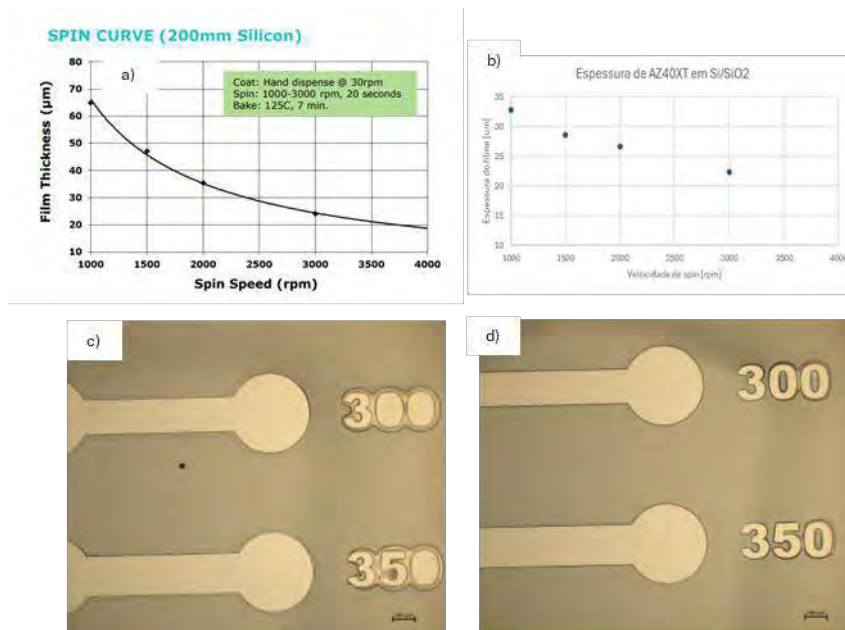 SPIN CURVE (200mm Silicon)
a)
Coat: Hand dispense @ 30rpm
Spin: 1000-3000 rpm, 20 seconds
Bake: 125C, 7 min.
Film Thickness (µm)
80
70
60
50
40
30
20
10
1000 1500 2000 2500 3000 3500 4000
Spin Speed (rpm)
b)
Espessura de AZ40XT em Si/SiO2
Espessura do filme [um]
35
30
25
20
15
10
1000 1500 2000 2500 3000 3500 4000
Velocidade de spin [rpm]
c)
300
350
d)
300
350